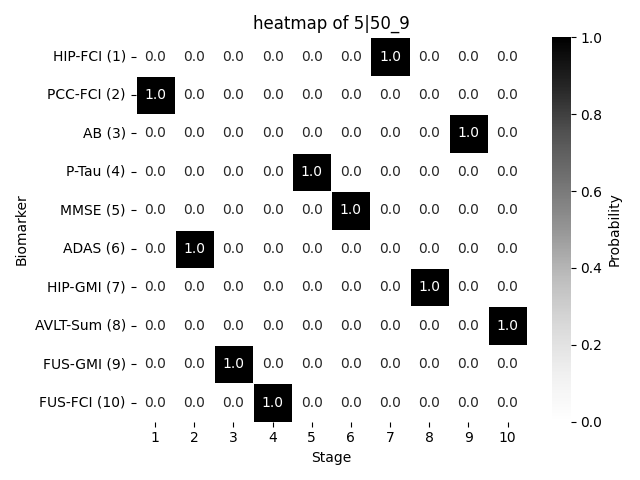 heatmap of 5|50_9
HIP-FCI (1) 0.0 0.0 0.0 0.0 0.0 0.0 1.0 0.0 0.0 0.0
PCC-FCI (2) 1.0 0.0 0.0 0.0 0.0 0.0 0.0 0.0 0.0 0.0
AB (3) 0.0 0.0 0.0 0.0 0.0 0.0 0.0 0.0 1.0 0.0
P-Tau (4) 0.0 0.0 0.0 0.0 1.0 0.0 0.0 0.0 0.0 0.0
MMSE (5) 0.0 0.0 0.0 0.0 0.0 1.0 0.0 0.0 0.0 0.0
ADAS (6) 0.0 1.0 0.0 0.0 0.0 0.0 0.0 0.0 0.0 0.0
HIP-GMI (7) 0.0 0.0 0.0 0.0 0.0 0.0 0.0 1.0 0.0 0.0
AVLT-Sum (8) 0.0 0.0 0.0 0.0 0.0 0.0 0.0 0.0 0.0 1.0
FUS-GMI (9) 0.0 0.0 1.0 0.0 0.0 0.0 0.0 0.0 0.0 0.0
FUS-FCI (10) 0.0 0.0 0.0 1.0 0.0 0.0 0.0 0.0 0.0 0.0
1 2 3 4 5 6 7 8 9 10
Stage
Biomarker
1.0
0.8
0.6
0.4
0.2
0.0
Probability